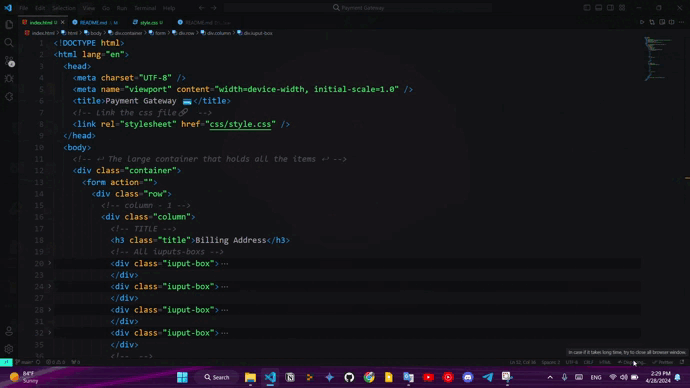 File Edit Selection View Go Run Terminal Help
Payment Gateway
index.html U
README.md .. M
style.css U
README.md
index.html > html > body > div.container > form > div.row > div.column > div.iuput-box
1 <!DOCTYPE html>
2 <html lang="en">
3 <head>
4 <meta charset="UTF-8" />
5 <meta name="viewport" content="width=device-width, initial-scale=1.0" />
6 <title>Payment Gateway 💳</title>
7 <!-- Link the css file🔗 -->
8 <link rel="stylesheet" href="css/style.css" />
9 </head>
10 <body>
11 <!-- ↵ The large container that holds all the items ↵ -->
12 <div class="container">
13 <form action="">
14 <div class="row">
15 <!-- column - 1 -->
16 <div class="column">
17 <!-- TITLE -->
18 <h3 class="title">Billing Address</h3>
19 <!-- All iuputs-boxs -->
20 > <div class="iuput-box">⋯
23 </div>
24 > <div class="iuput-box">⋯
27 </div>
28 > <div class="iuput-box">⋯
31 </div>
32 > <div class="iuput-box">⋯
35 </div>
36 <!-- -->
In case if it taken long time, try to close all browser window.
84°F
Sunny
Search
2:29 PM
4/28/2024